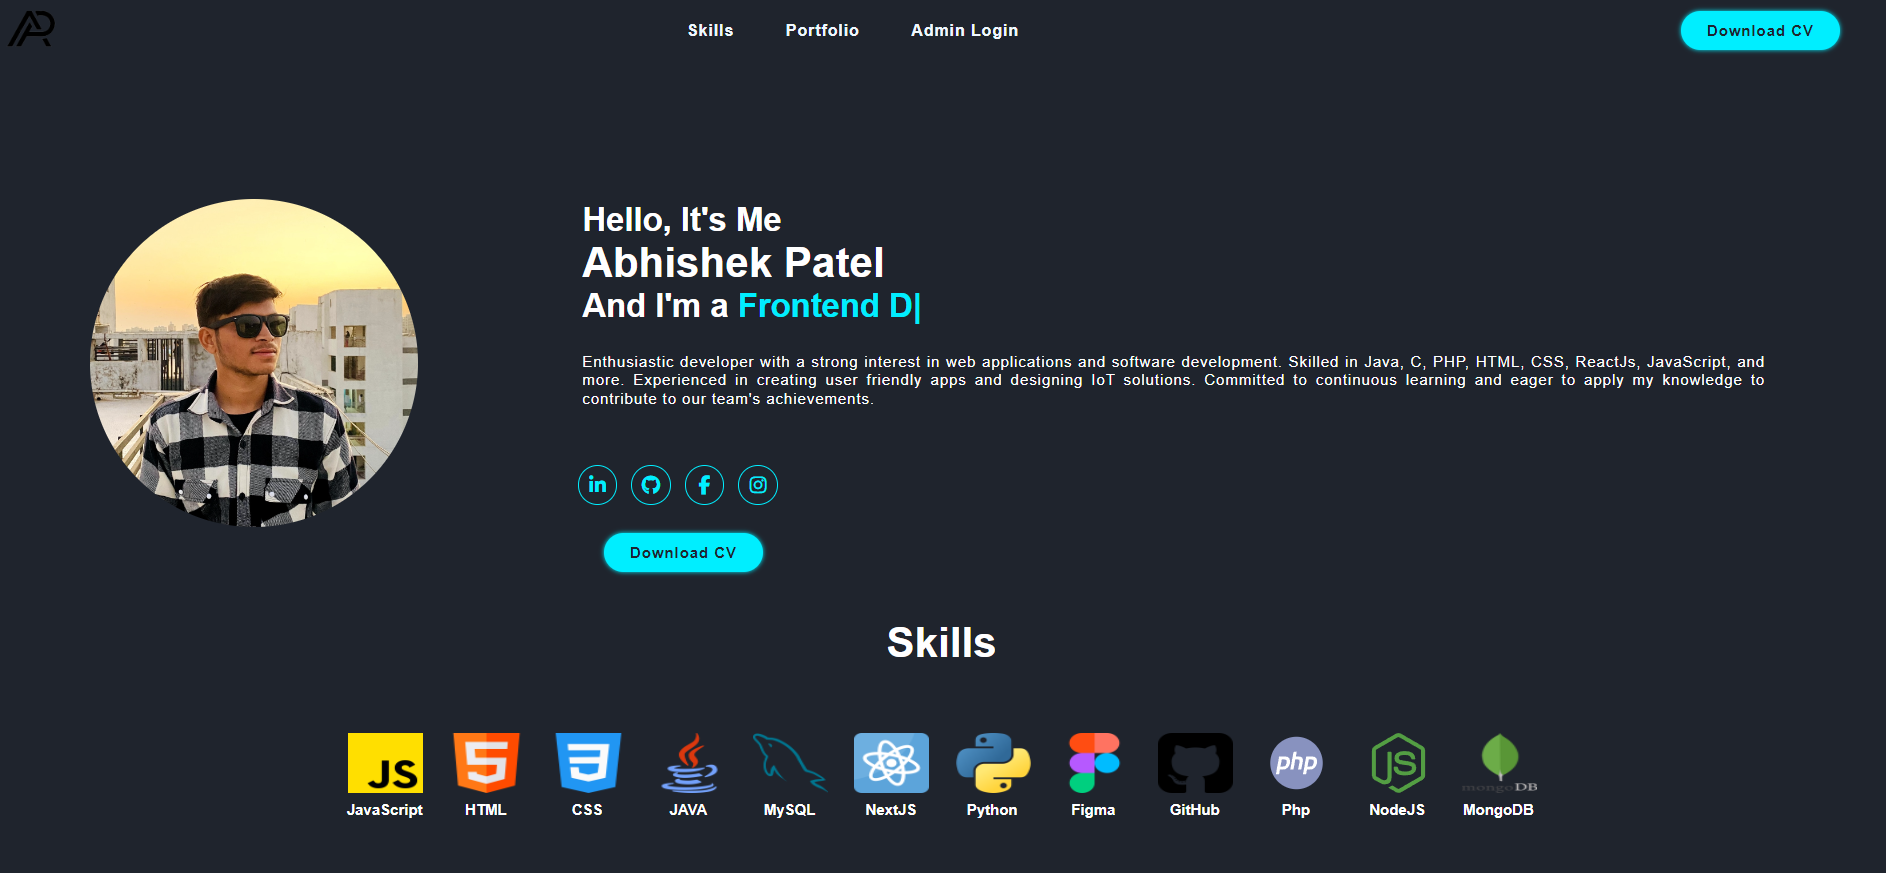 AP
Skills
Portfolio
Admin Login
Download CV
Hello, It's Me
Abhishek Patel
And I'm a Frontend D|
Enthusiastic developer with a strong interest in web applications and software development. Skilled in Java, C, PHP, HTML, CSS, ReactJs, JavaScript, and
more. Experienced in creating user friendly apps and designing IoT solutions. Committed to continuous learning and eager to apply my knowledge to
contribute to our team's achievements.
in
f
Download CV
Skills
JS
5
3
php
JS
mongoDB
JavaScript
HTML
CSS
JAVA
MySQL
NextJS
Python
Figma
GitHub
Php
NodeJS
MongoDB